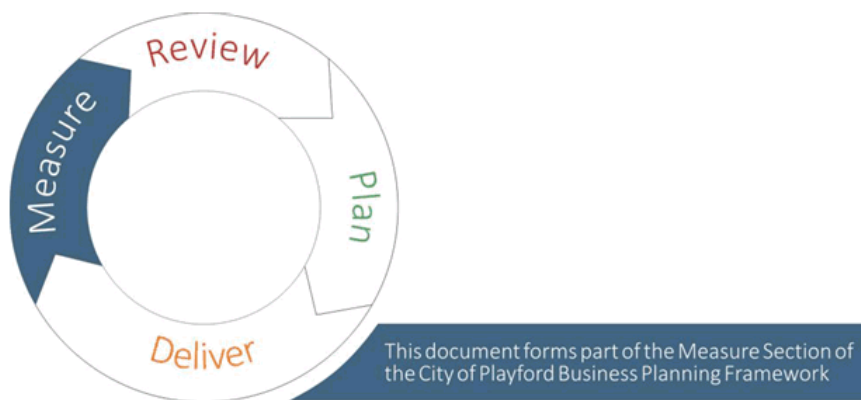 Review
Measure
Plan
Deliver
This document forms part of the Measure Section of
the City of Playford Business Planning Framework